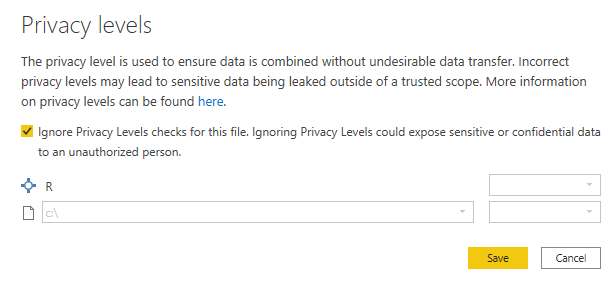 Privacy levels
The privacy level is used to ensure data is combined without undesirable data transfer. Incorrect
privacy levels may lead to sensitive data being leaked outside of a trusted scope. More information
on privacy levels can be found here.
Ignore Privacy Levels checks for this file. Ignoring Privacy Levels could expose sensitive or confidential data
to an unauthorized person.
R
c:\
Save Cancel